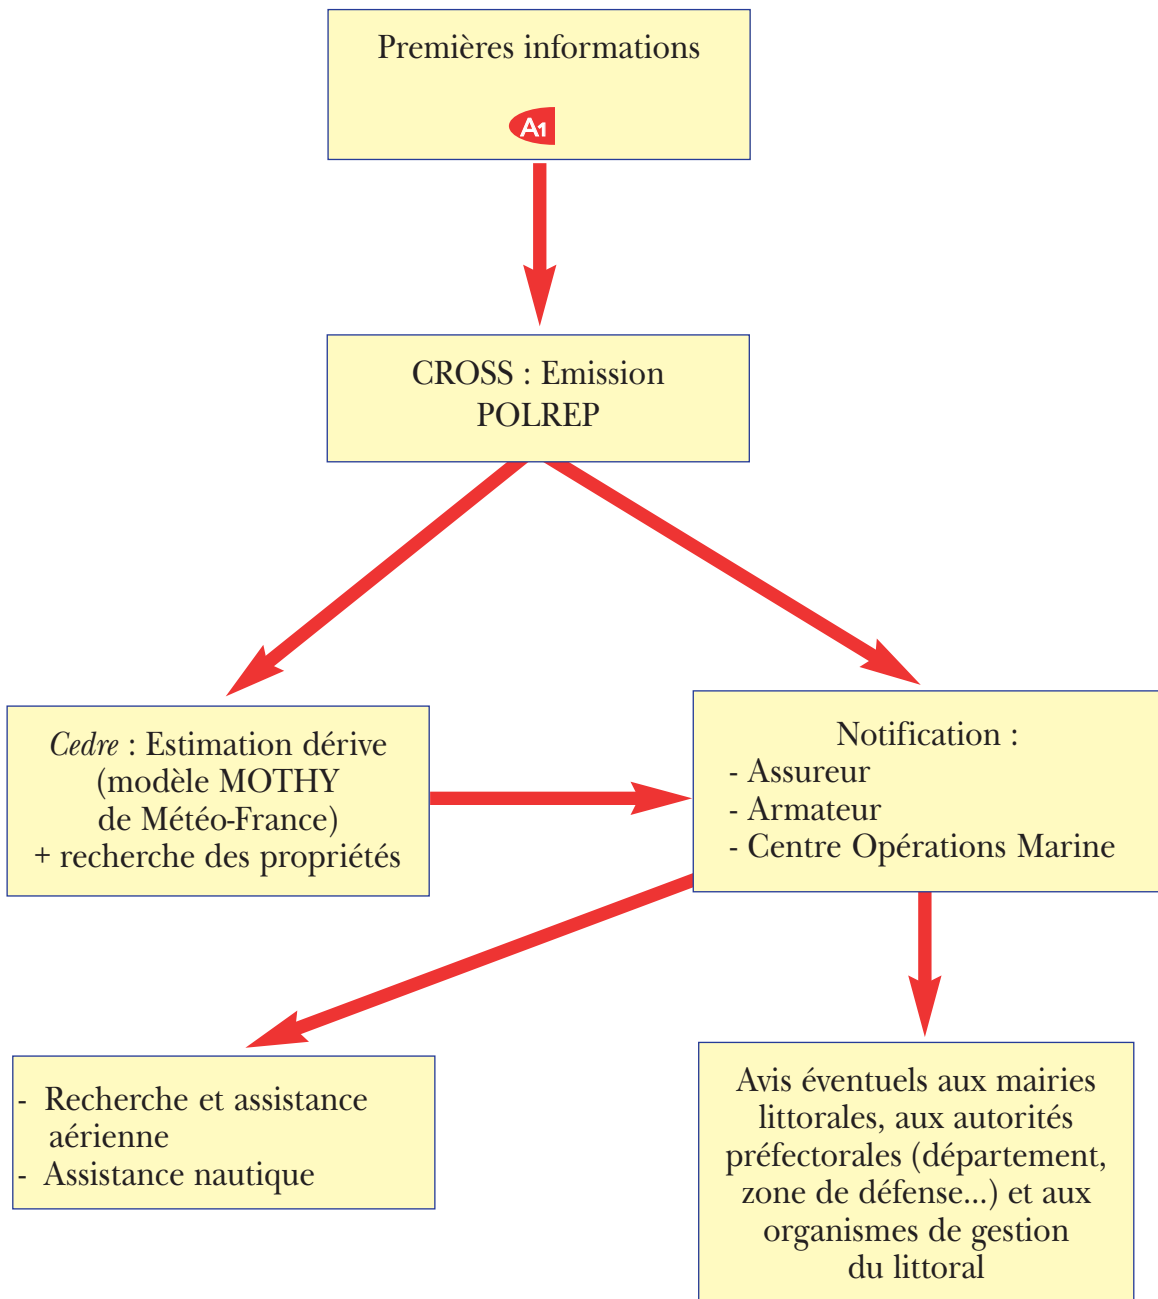 Premières informations
A1
CROSS : Emission
POLREP
Cedre : Estimation dérive
(modèle MOTHY
de Météo-France)
+ recherche des propriétés
Notification :
- Assureur
- Armateur
- Centre Opérations Marine
- Recherche et assistance
aérienne
- Assistance nautique
Avis éventuels aux mairies
littorales, aux autorités
préfectorales (département,
zone de défense...) et aux
organismes de gestion
du littoral